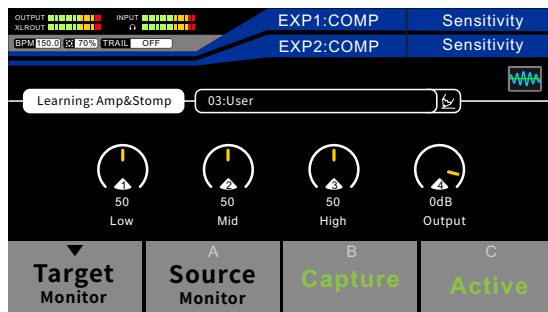 OUTPUT INPUT
XLROUT
BPM 150.0 70% TRAIL OFF
EXP1:COMP Sensitivity
EXP2:COMP Sensitivity
Learning: Amp&Stomp 03:User
1 2 3 4
50 50 50 0dB
Low Mid High Output
A B C
Target Source Capture Active
Monitor Monitor